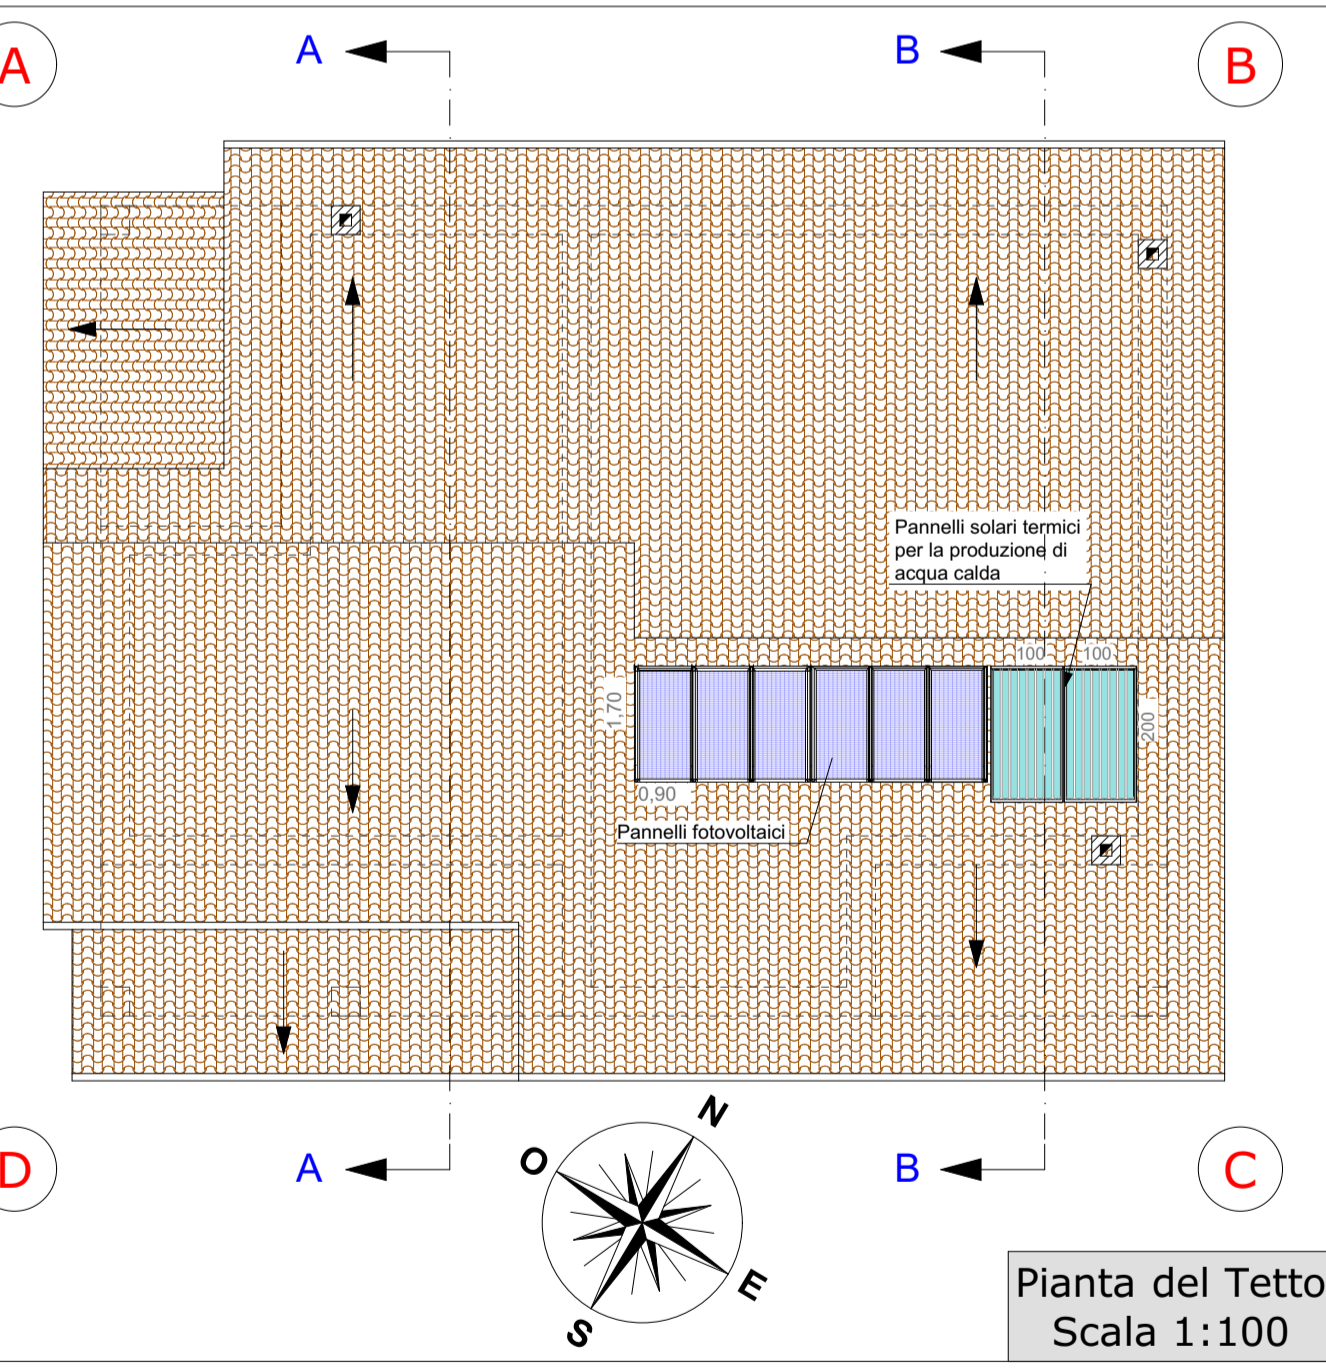 A
A
B
B
Pannelli solari termici
per la produzione di
acqua calda
100
100
1,70
200
0,90
Pannelli fotovoltaici
N
O
D
A
B
C
E
S
Pianta del Tetto
Scala 1:100